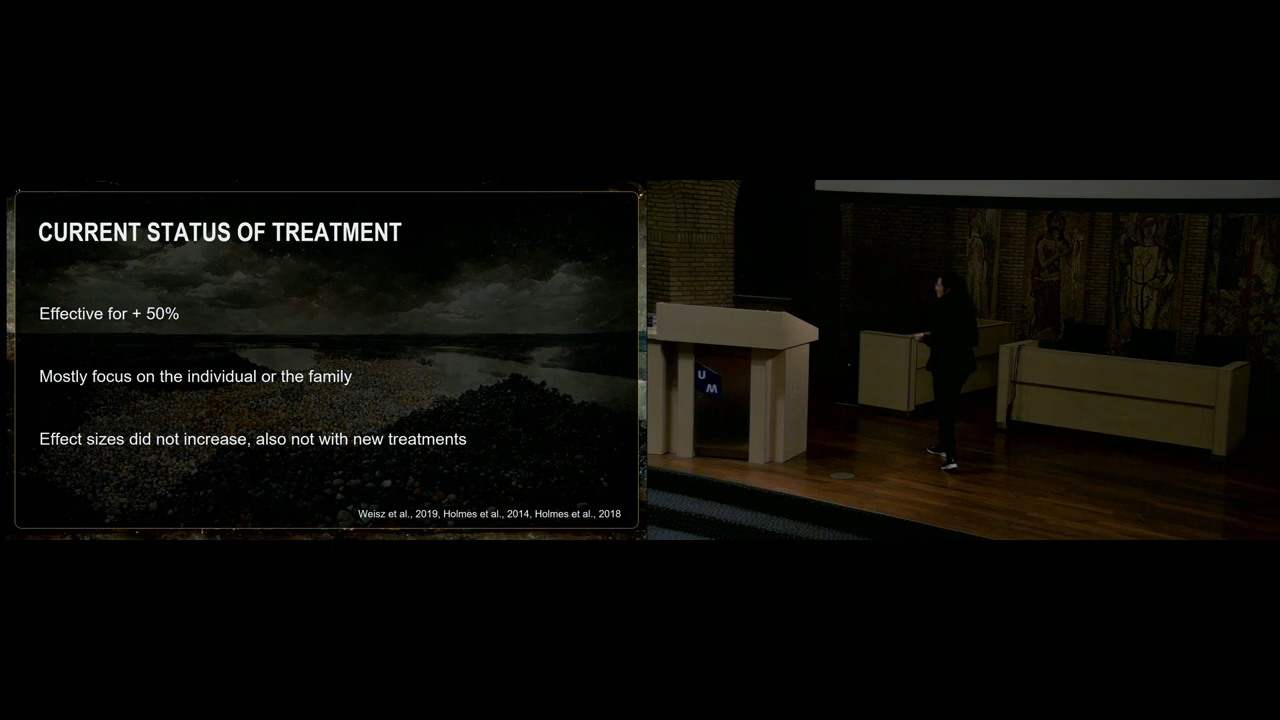 CURRENT STATUS OF TREATMENT
Effective for + 50%
Mostly focus on the individual or the family
Effect sizes did not increase, also not with new treatments
Weisz et al., 2019, Holmes et al., 2014, Holmes et al., 2018
U
M